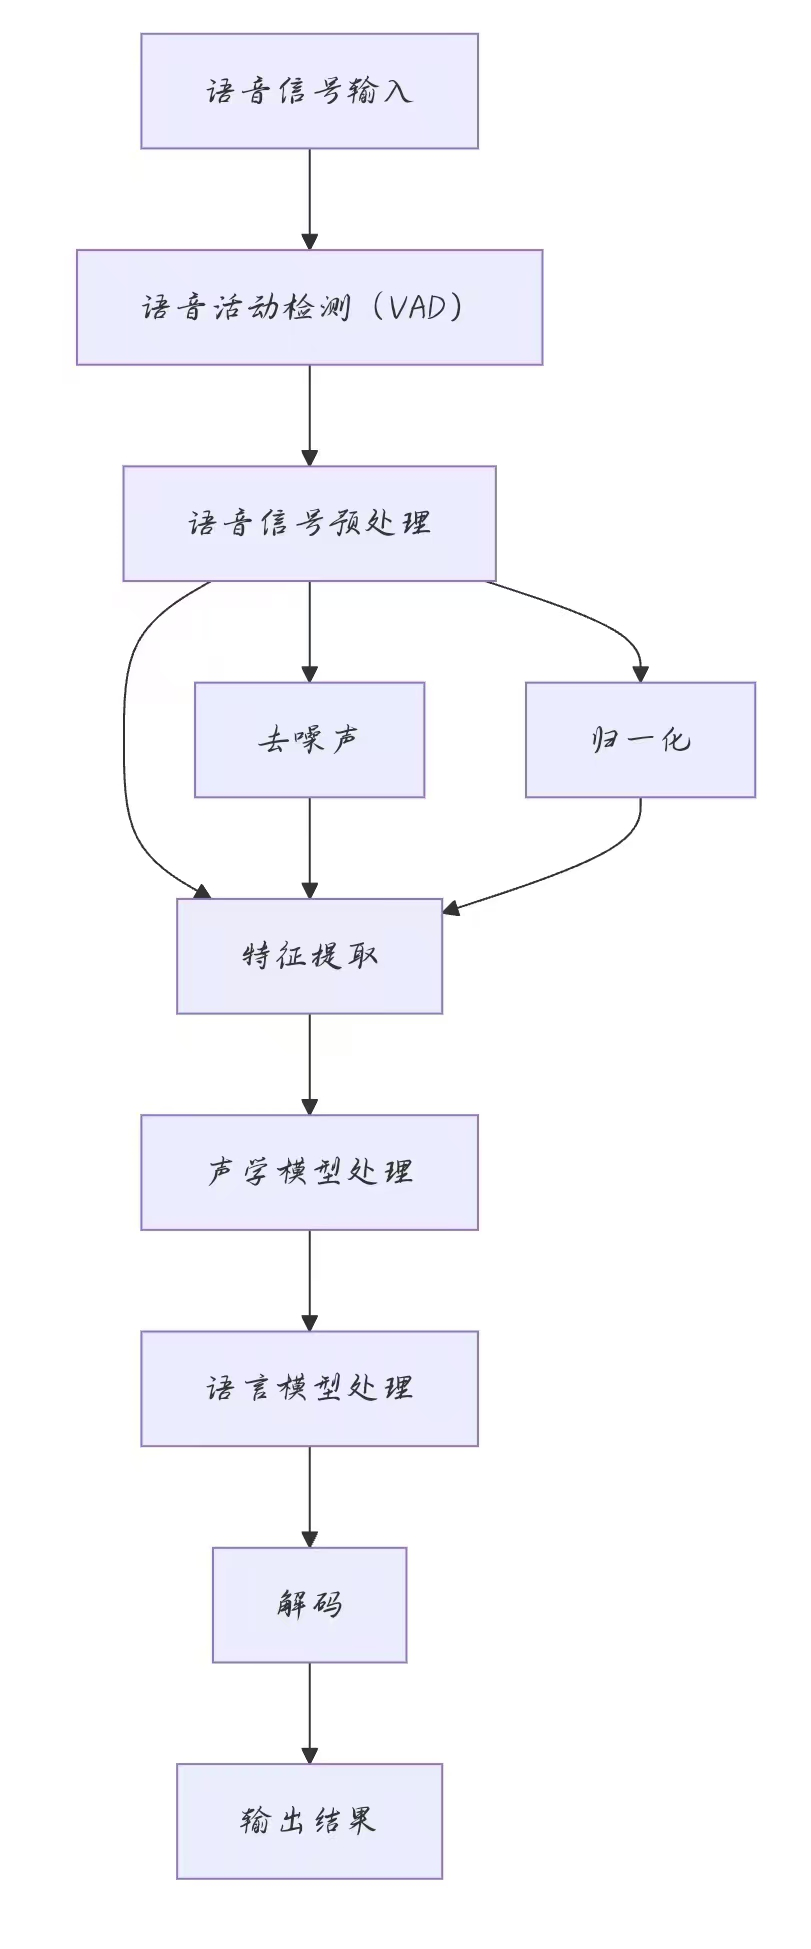 语音信号输入
语音活动检测（VAD）
语音信号预处理
去噪声
归一化
特征提取
声学模型处理
语言模型处理
解码
输出结果